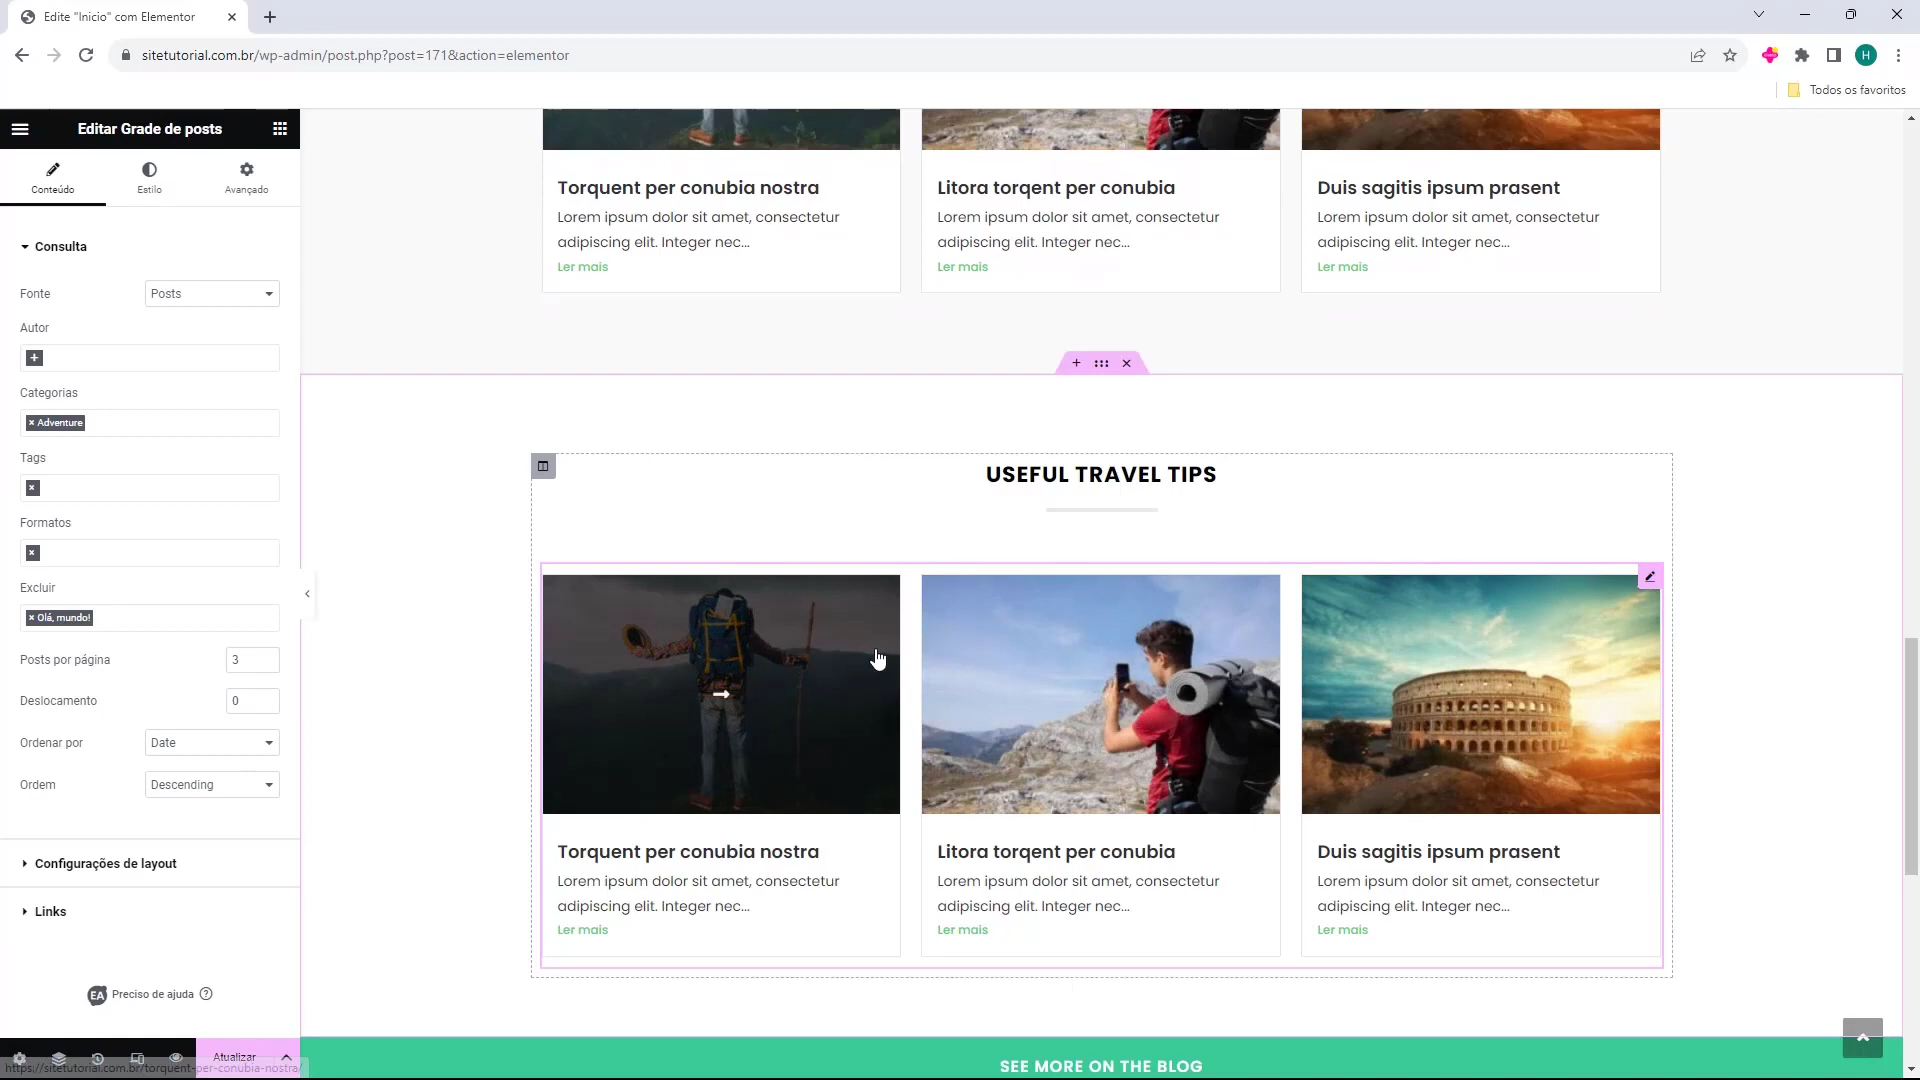 Edite "Inicio" com Elementor
sitetutorial.com.br/wp-admin/post.php?post=171&action=elementor
H
Todos os favoritos
Editar Grade de posts
Conteúdo
Estilo
Avançado
Consulta
Fonte
Posts
Autor
Categorias
× Adventure
Tags
×
Formatos
×
Excluir
× Olá, mundo!
Posts por página
3
Deslocamento
0
Ordenar por
Date
Ordem
Descending
Configurações de layout
Links
EA Preciso de ajuda ?
Atualizar
https://sitetutorial.com.br/torquent-per-conubia-nostra/
Torquent per conubia nostra
Lorem ipsum dolor sit amet, consectetur
adipiscing elit. Integer nec...
Ler mais
Litora torqent per conubia
Lorem ipsum dolor sit amet, consectetur
adipiscing elit. Integer nec...
Ler mais
Duis sagitis ipsum prasent
Lorem ipsum dolor sit amet, consectetur
adipiscing elit. Integer nec...
Ler mais
USEFUL TRAVEL TIPS
Torquent per conubia nostra
Lorem ipsum dolor sit amet, consectetur
adipiscing elit. Integer nec...
Ler mais
Litora torqent per conubia
Lorem ipsum dolor sit amet, consectetur
adipiscing elit. Integer nec...
Ler mais
Duis sagitis ipsum prasent
Lorem ipsum dolor sit amet, consectetur
adipiscing elit. Integer nec...
Ler mais
SEE MORE ON THE BLOG